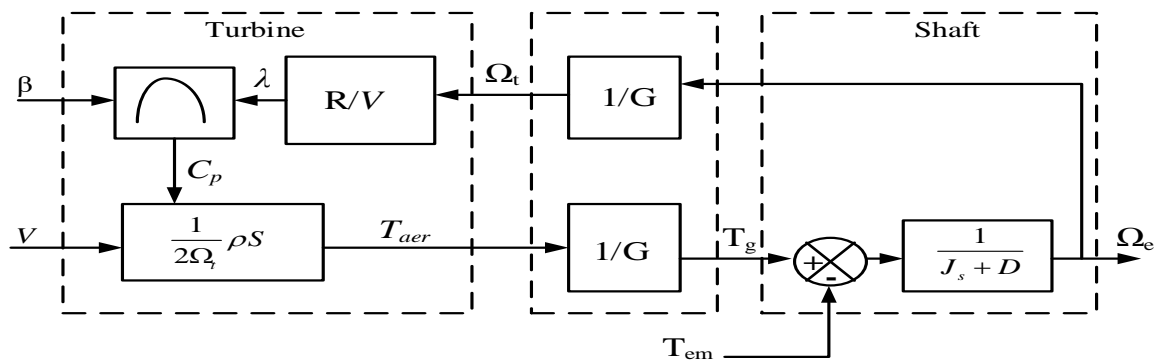 Turbine
Shaft
β
λ
R/V
Ωt
1/G
Cp
V
1/2Ωt ρS
Taer
1/G
Tg
+
-
1/Js + D
Ωe
Tem